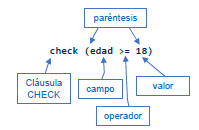 paréntesis
check (edad >= 18)
Cláusula
CHECK
campo
valor
operador